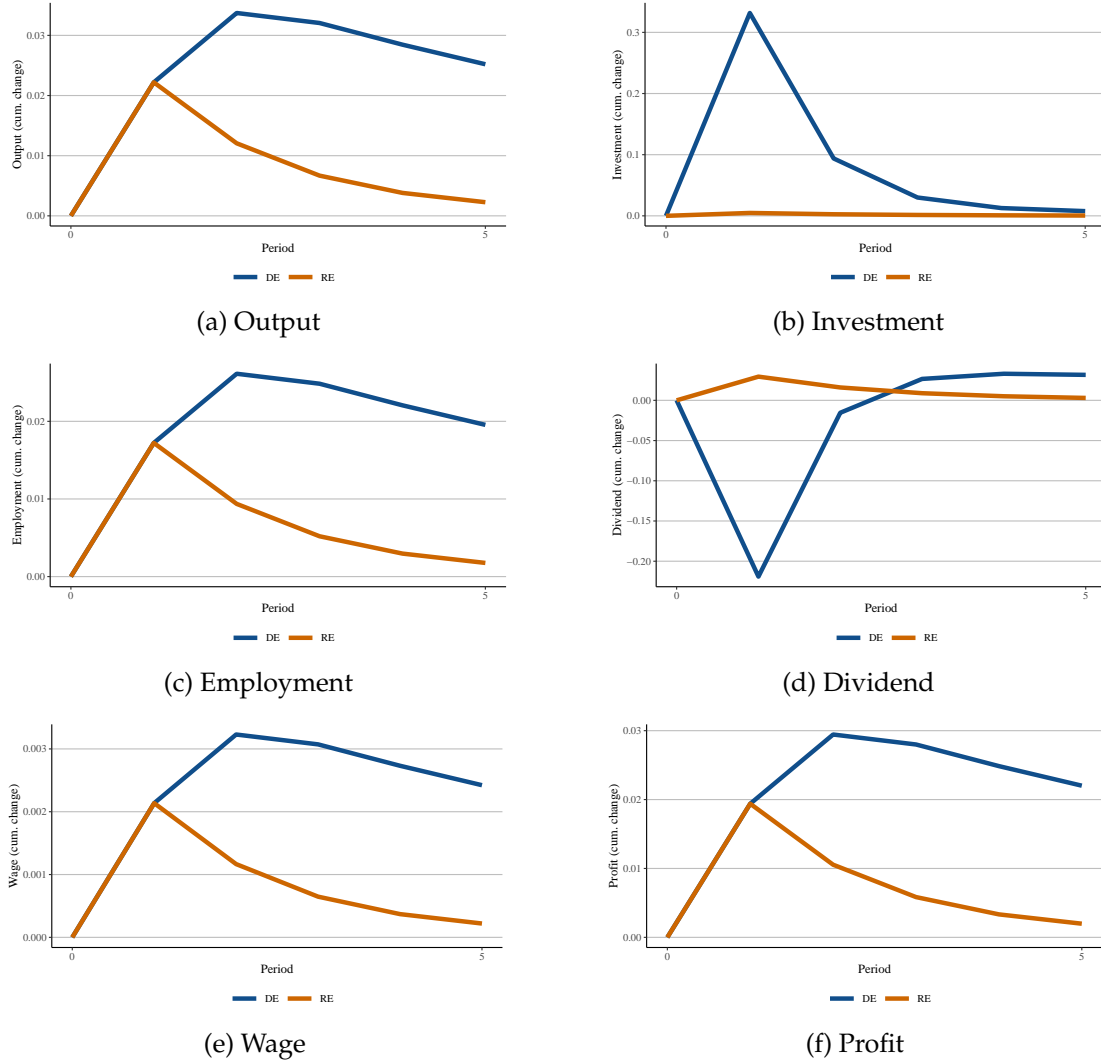 Output (cum. change)
0.03
0.02
0.01
0.00
0
5
Period
DE RE
(a) Output
Investment (cum. change)
0.3
0.2
0.1
0.0
0
5
Period
DE RE
(b) Investment
Employment (cum. change)
0.02
0.01
0.00
0
5
Period
DE RE
(c) Employment
Dividend (cum. change)
0.00
−0.05
−0.10
−0.15
−0.20
0
5
Period
DE RE
(d) Dividend
Wage (cum. change)
0.003
0.002
0.001
0.000
0
5
Period
DE RE
(e) Wage
Profit (cum. change)
0.03
0.02
0.01
0.00
0
5
Period
DE RE
(f) Profit